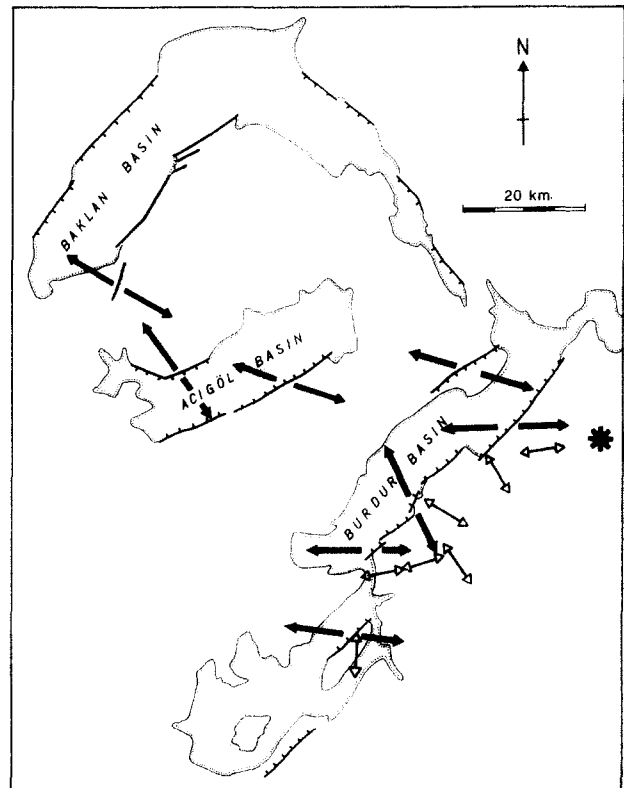 N
20 km.
BAKLAN BASIN
ACIGÖL BASIN
BURDUR BASIN